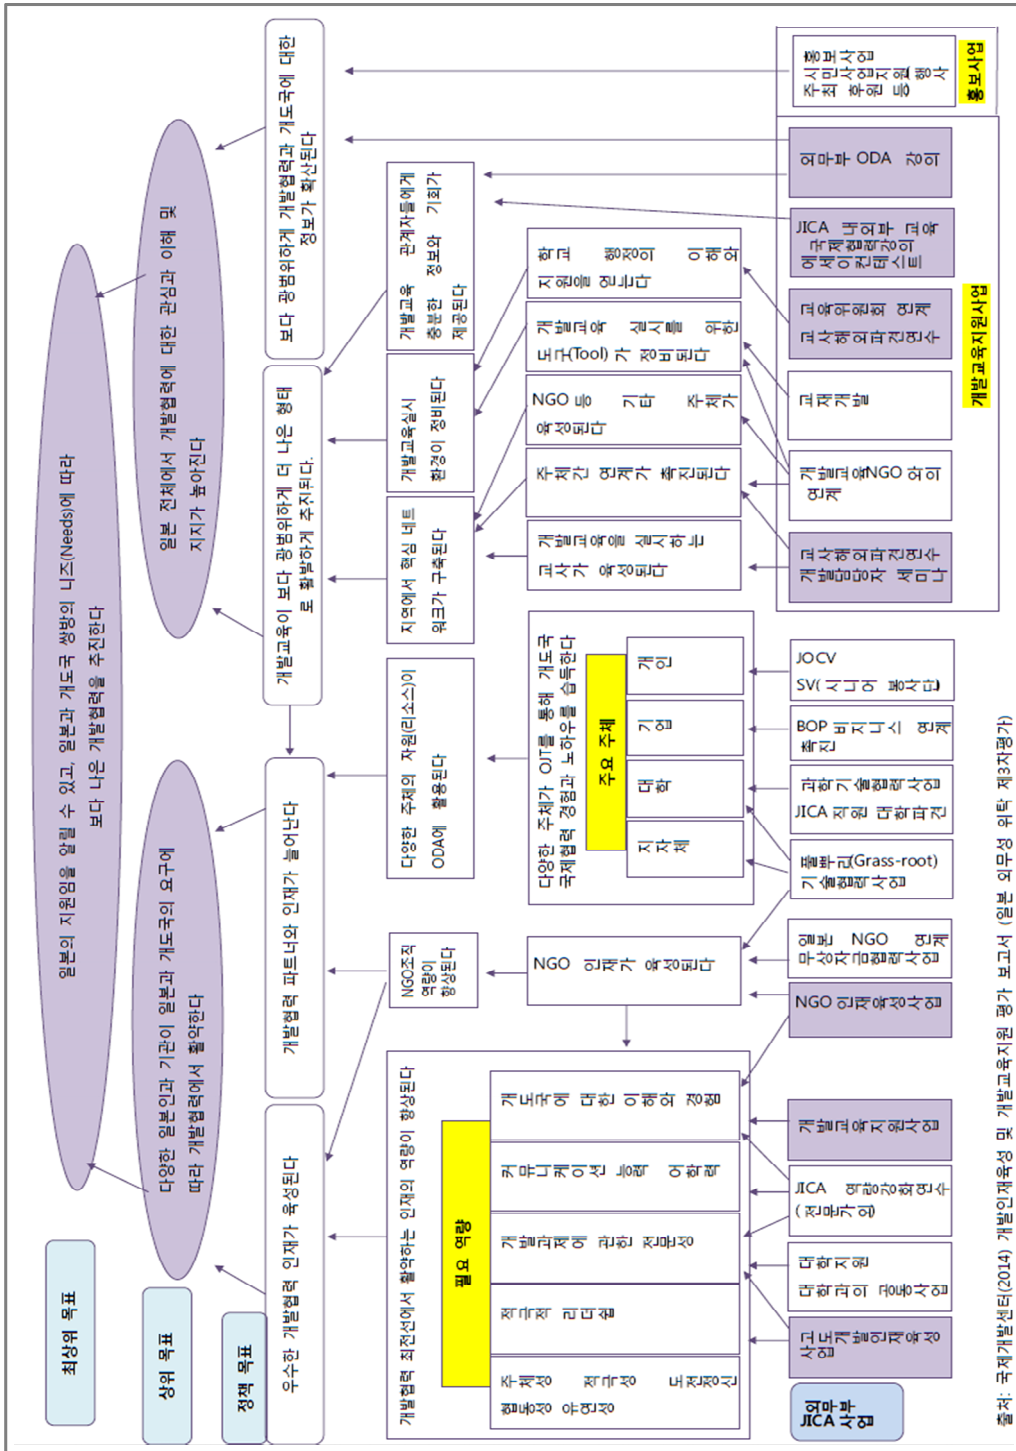 최상위 목표
일본의 지원임을 알릴 수 있고, 일본과 개도국 쌍방의 니즈(Needs)에 따라
보다 나은 개발협력을 추진한다
상위 목표
다양한 일본인과 기관이 일본과 개도국의 요구에
따라 개발협력에서 활약한다
일본 전체에서 개발협력에 대한 관심과 이해 및
지지가 높아진다
정책 목표
우수한 개발협력 인재가 육성된다
개발협력 파트너와 인재가 늘어난다
개발교육이 보다 광범위하게 더 나은 형태
로 활발하게 추진된다.
보다 광범위하게 개발협력과 개도국에 대한
정보가 확산된다
개발협력 최전선에서 활약하는 인재의 역량이 향상된다
필요 역량
주체성 적극성 도전정신
협동성 유연성
적극적 리더쉽
개발과제에 관한 전문성
커뮤니케이션 능력 어학력
개도국에 대한 이해와 경험
NGO조직
역량이
향상된다
NGO 인재가 육성된다
다양한 주체의 자원(리소스)이
ODA에 활용된다
다양한 주체가 OJT를 통해 개도국
국제협력 경험과 노하우를 습득한다
주요 주체
지자체
대학
기업
개인
지역에서 핵심 네트
워크가 구축된다
개발교육실시
환경이 정비된다
개발교육 관계자들에게
충분한 정보와 기회가
제공된다
개발교육을 실시하는
교사가 육성된다
주체간 연계가 촉진된다
NGO 등 기타 주체가
육성된다
개발교육 실시를 위한
도구(Tool) 가 정비된다
학교 행정의 이해와
지원을 얻는다
외무부
JICA 사업
사고도개발인재육성
사업
대학지원
대학과의 공동사업
JICA 역량강화연수
( 전문가의)
개발교육지원사업
NGO 인재육성사업
일본 NGO 연계
무상자금협력사업
풀뿌리(Grass-root)
기술협력사업
과학기술협력사업
JICA 직원 대학파견
BOP 비지니스 연계
촉진
JOCV
SV( 시니어 봉사단)
교사해외파견연수
개발담당자 세미나
개발교육NGO 와의
연계
교재개발
교육위원회 연계
교사해외파견연수
JICA 내외부 교육
국제협력강의
에세이컨테스트
외무부 ODA 강의
개발교육지원사업
홍보사업
시민사업지원 행사
주최 후원 등
홍보사업
출처: 국제개발센터(2014) 개발인재육성 및 개발교육지원 평가 보고서 (일본 외무성 위탁 제3차평가)